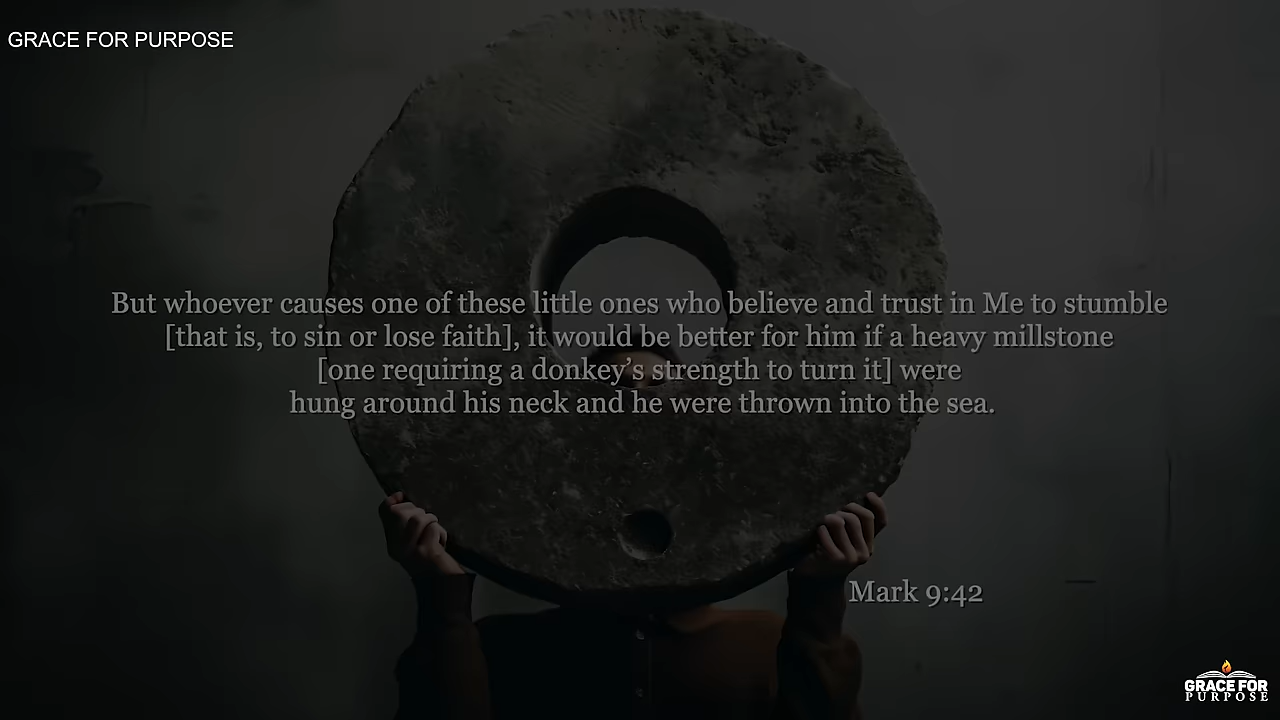 GRACE FOR PURPOSE
But whoever causes one of these little ones who believe and trust in Me to stumble
[that is, to sin or lose faith], it would be better for him if a heavy millstone
[one requiring a donkey’s strength to turn it] were
hung around his neck and he were thrown into the sea.
Mark 9:42
GRACE FOR
PURPOSE